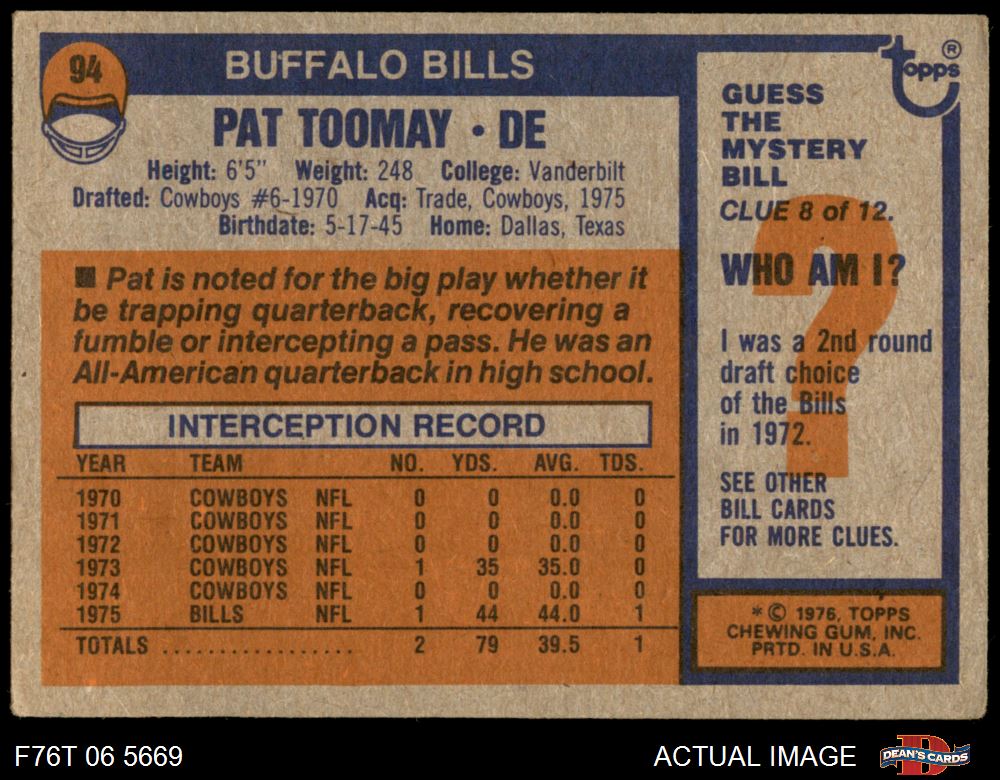 94
BUFFALO BILLS
PAT TOOMAY • DE
Height: 6'5" Weight: 248 College: Vanderbilt
Drafted: Cowboys #6-1970 Acq: Trade, Cowboys, 1975
Birthdate: 5-17-45 Home: Dallas, Texas
■ Pat is noted for the big play whether it
be trapping quarterback, recovering a
fumble or intercepting a pass. He was an
All-American quarterback in high school.
INTERCEPTION RECORD
YEAR TEAM NO. YDS. AVG. TDS.
1970 COWBOYS NFL 0 0 0.0 0
1971 COWBOYS NFL 0 0 0.0 0
1972 COWBOYS NFL 0 0 0.0 0
1973 COWBOYS NFL 1 35 35.0 0
1974 COWBOYS NFL 0 0 0.0 0
1975 BILLS NFL 1 44 44.0 1
TOTALS ................. 2 79 39.5 1
topps ®
GUESS
THE
MYSTERY
BILL
CLUE 8 of 12.
WHO AM I?
?
I was a 2nd round
draft choice
of the Bills
in 1972.
SEE OTHER
BILL CARDS
FOR MORE CLUES.
* © 1976, TOPPS
CHEWING GUM, INC.
PRTD. IN U.S.A.
F76T 06 5669
ACTUAL IMAGE
DEAN'S CARDS